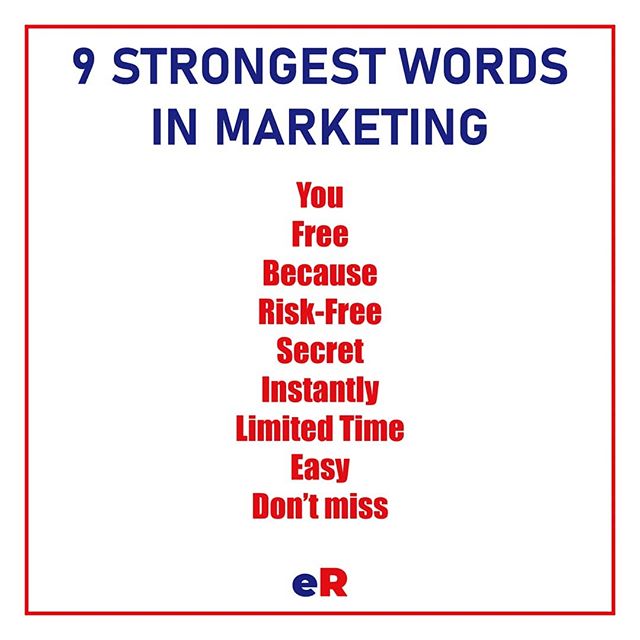 9 STRONGEST WORDS
IN MARKETING
You
Free
Because
Risk-Free
Secret
Instantly
Limited Time
Easy
Don't miss
eR